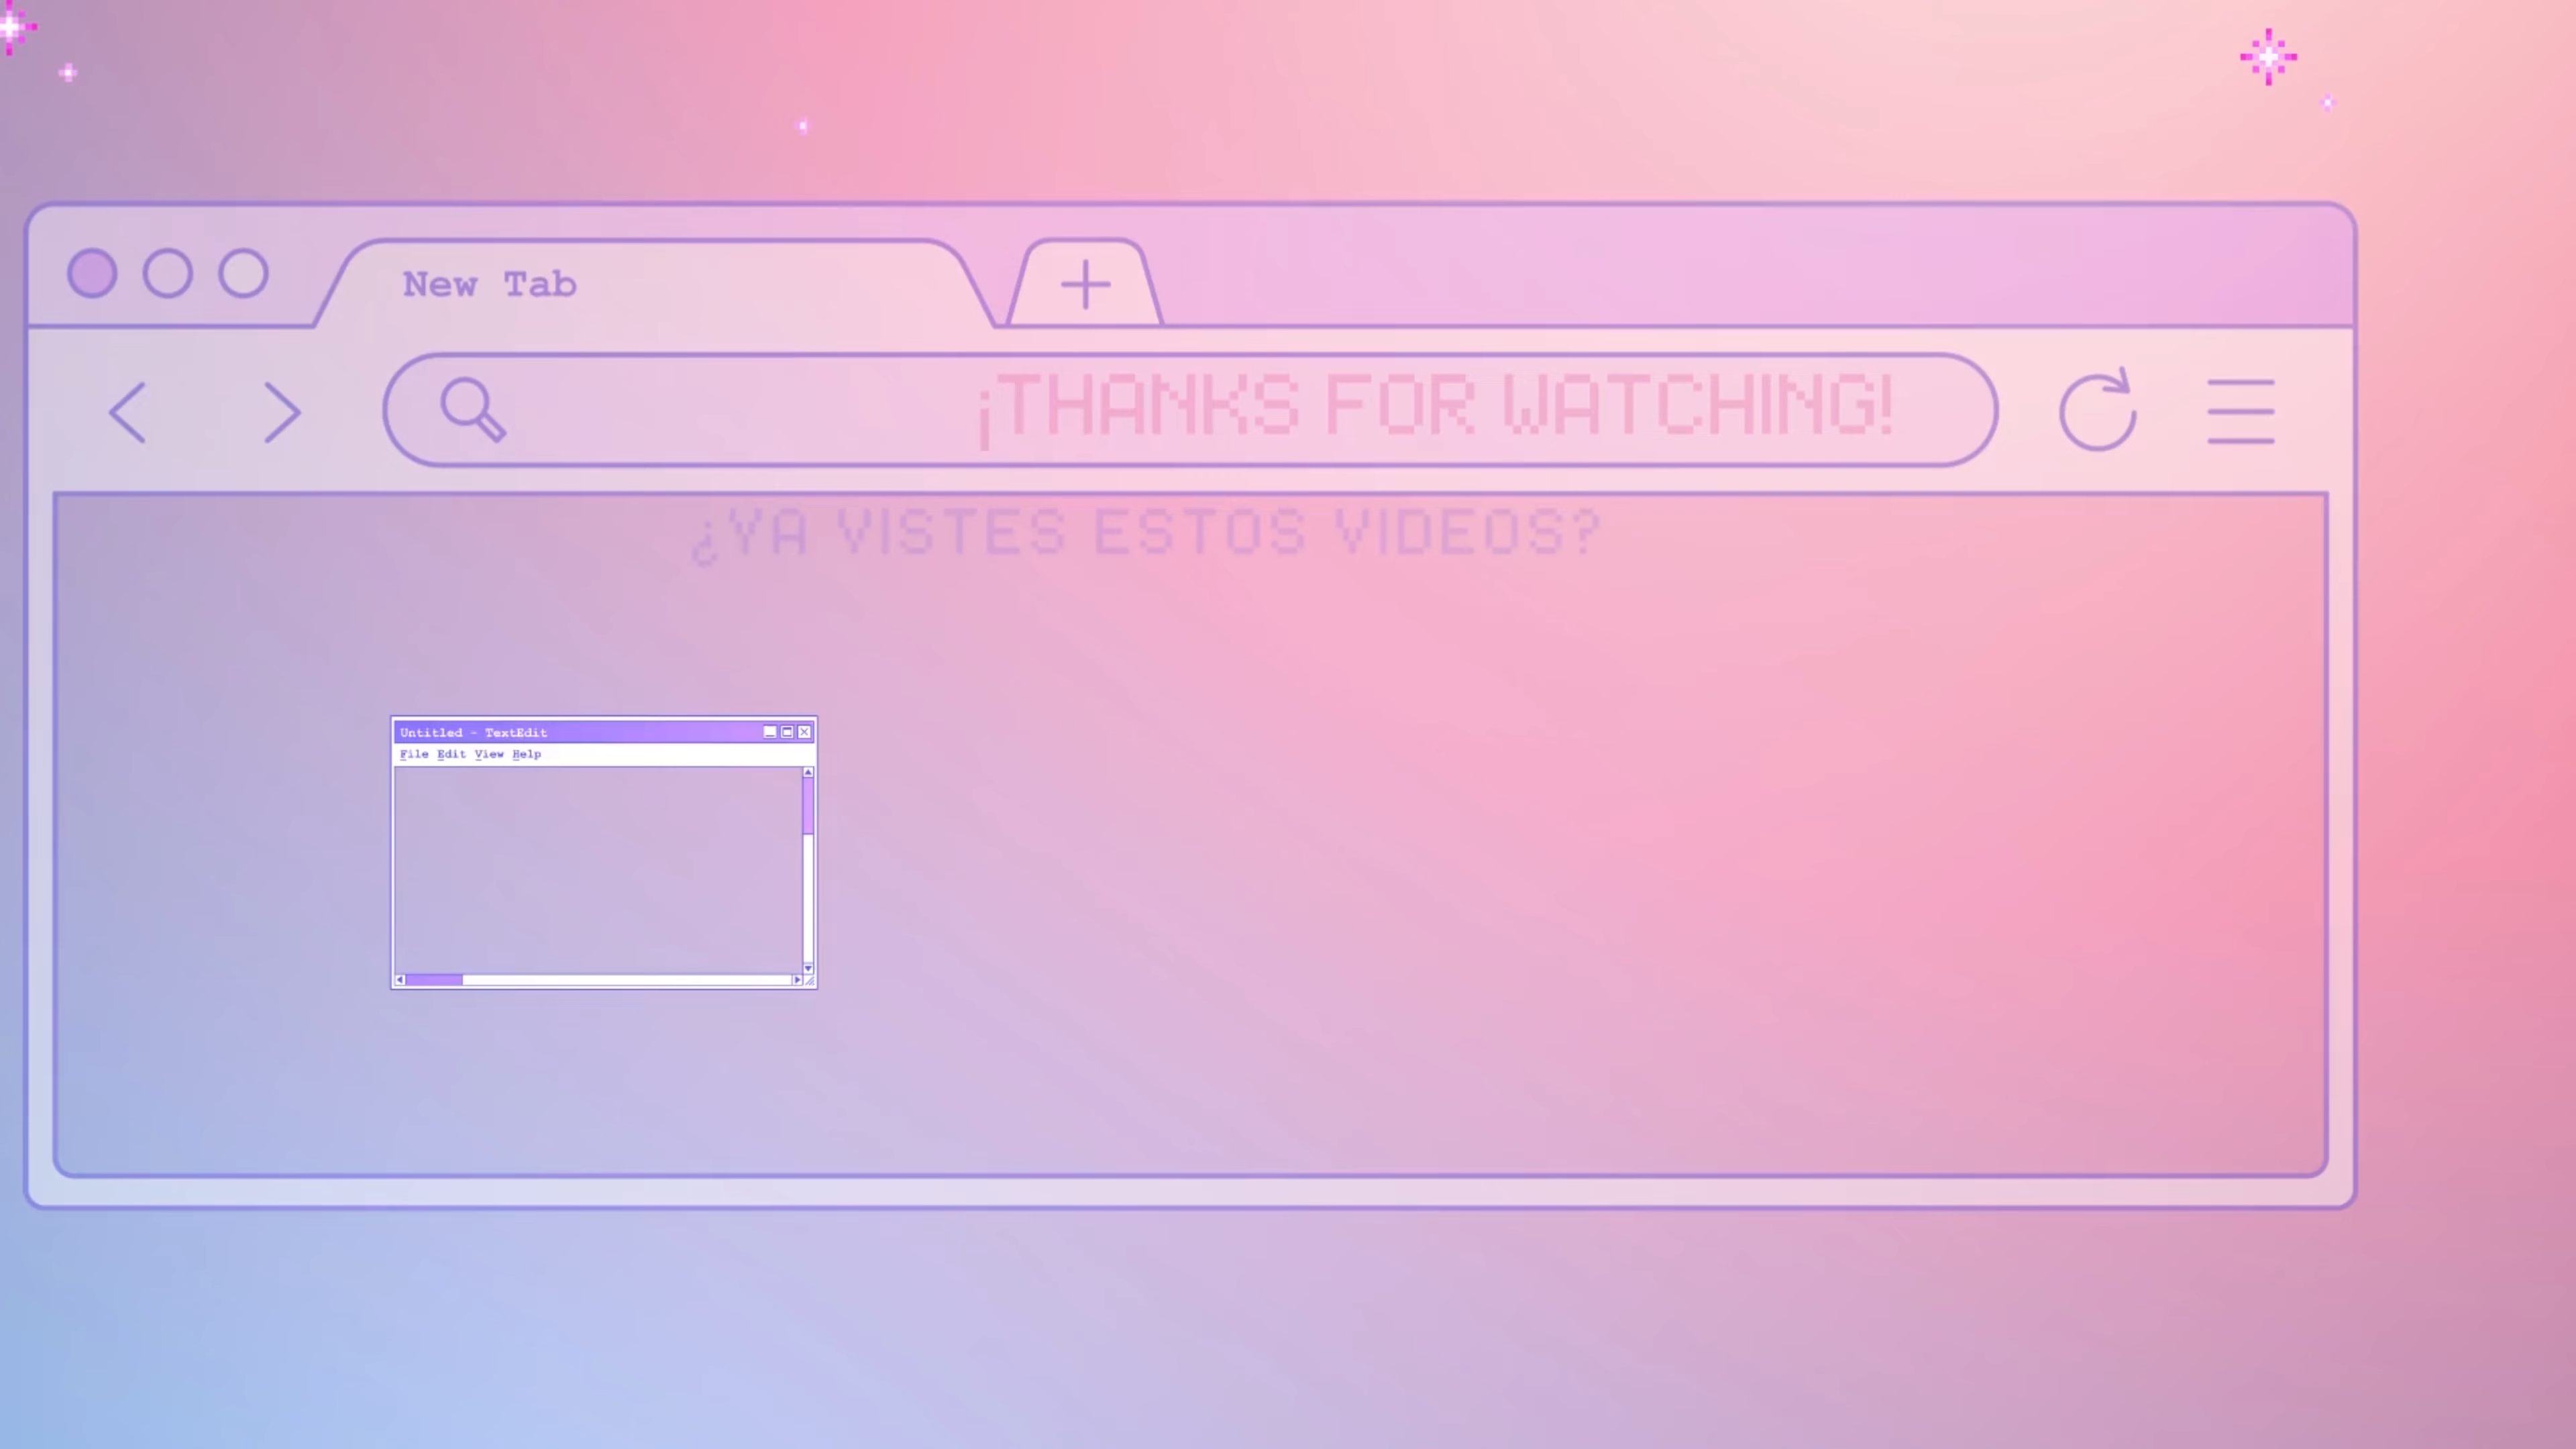 New Tab
¡THANKS FOR WATCHING!
¿YA VISTES ESTOS VIDEOS?
Untitled - TextEdit
File Edit View Help